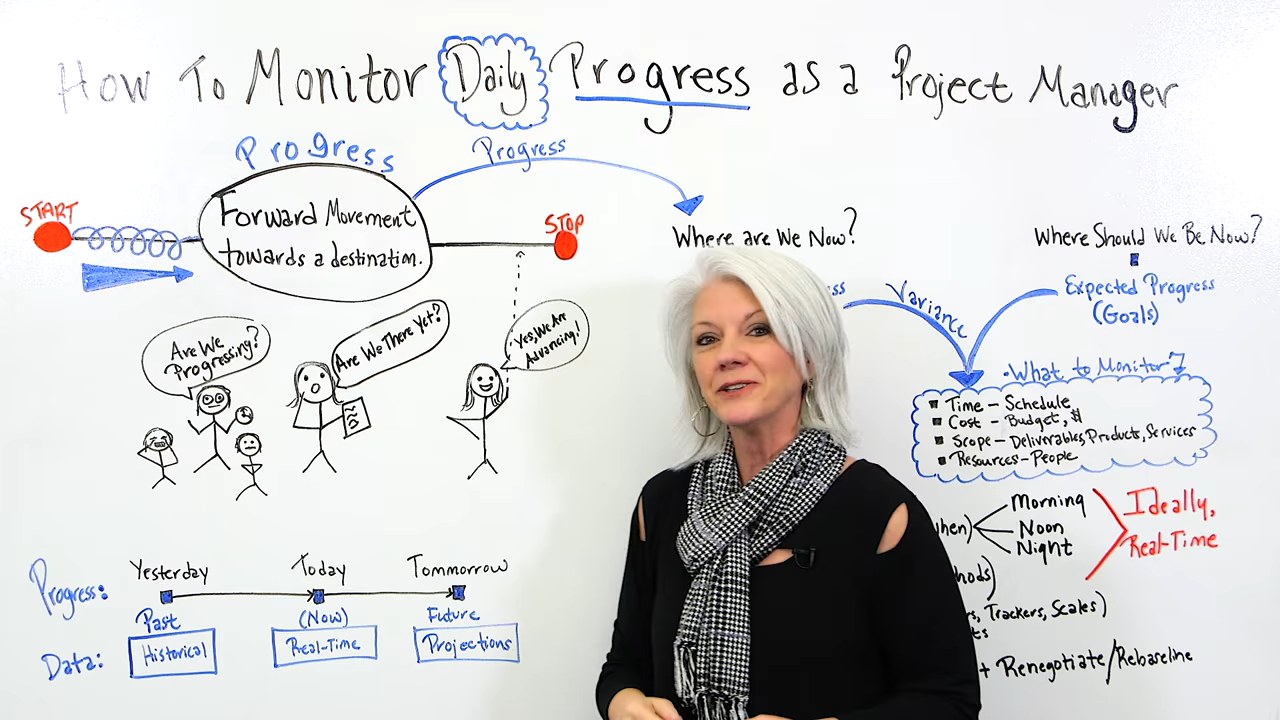 How To Monitor Daily Progress as a Project Manager
Progress
Progress
START
Forward Movement
towards a destination.
STOP
Where are We Now?
Where Should We Be Now?
Expected Progress
(Goals)
Variance
Are We
Progressing?
Are We There Yet?
Yes, We Are
Advancing!
• What to Monitor?
Time - Schedule
Cost - Budget, $
Scope - Deliverables, Products, Services
Resources - People
Morning
Noon
Night
Ideally,
Real-Time
Trackers, Scales)
+ Renegotiate/Rebaseline
Progress:
Yesterday
Today
Tommorrow
Past
(Now)
Future
Data:
Historical
Real-Time
Projections